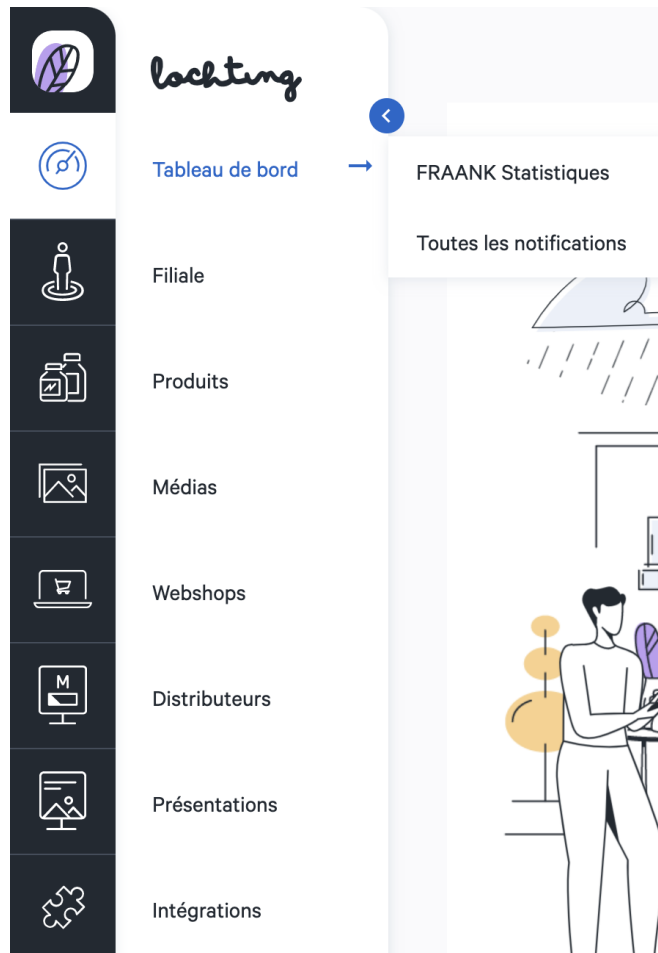 lochting
Tableau de bord
FRAANK Statistiques
Toutes les notifications
Filiale
Produits
Médias
Webshops
M
Distributeurs
Présentations
Intégrations